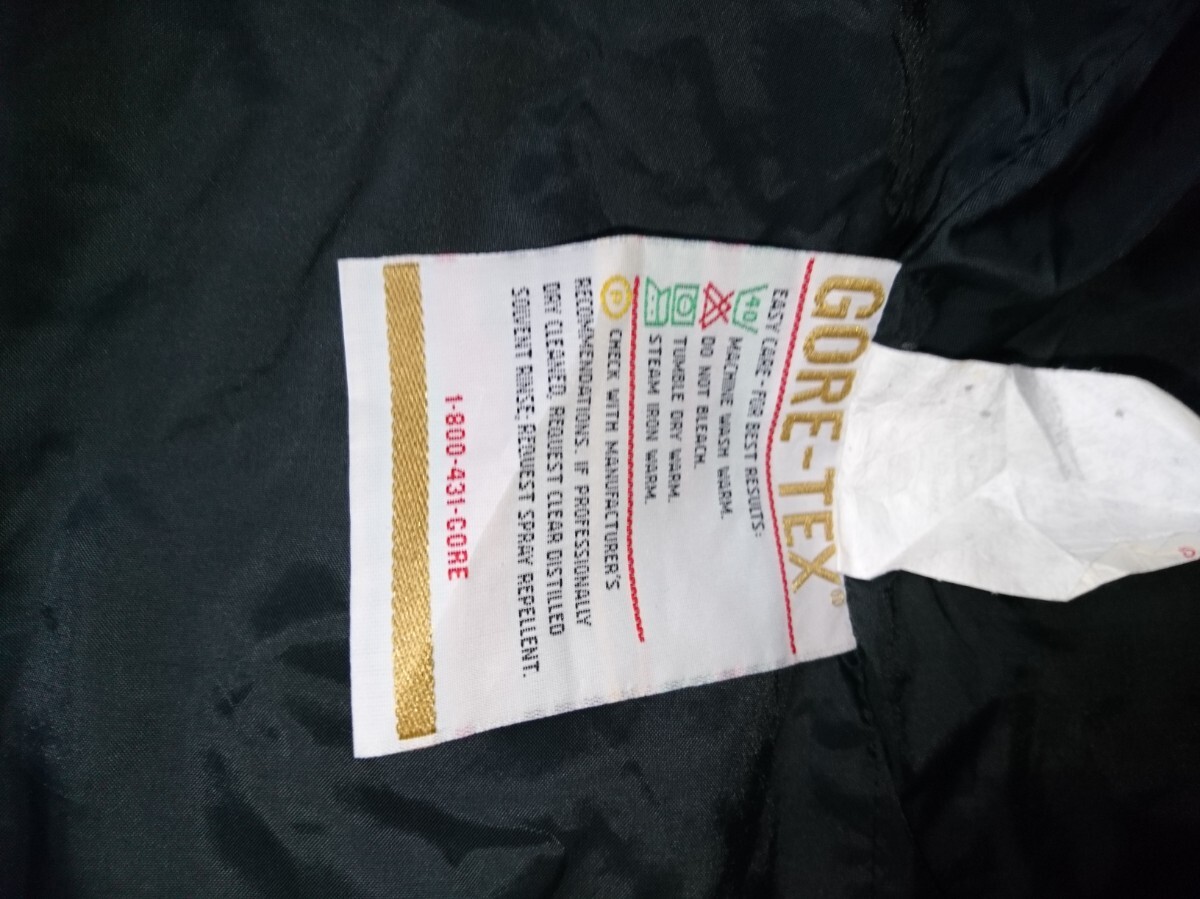 GORE-TEX®
EASY CARE - FOR BEST RESULTS:
40
MACHINE WASH WARM.
DO NOT BLEACH.
TUMBLE DRY WARM.
STEAM IRON WARM.
P CHECK WITH MANUFACTURER'S
RECOMMENDATIONS. IF PROFESSIONALLY
DRY CLEANED, REQUEST CLEAR DISTILLED
SOLVENT RINSE; REQUEST SPRAY REPELLENT.
1-800-431-GORE